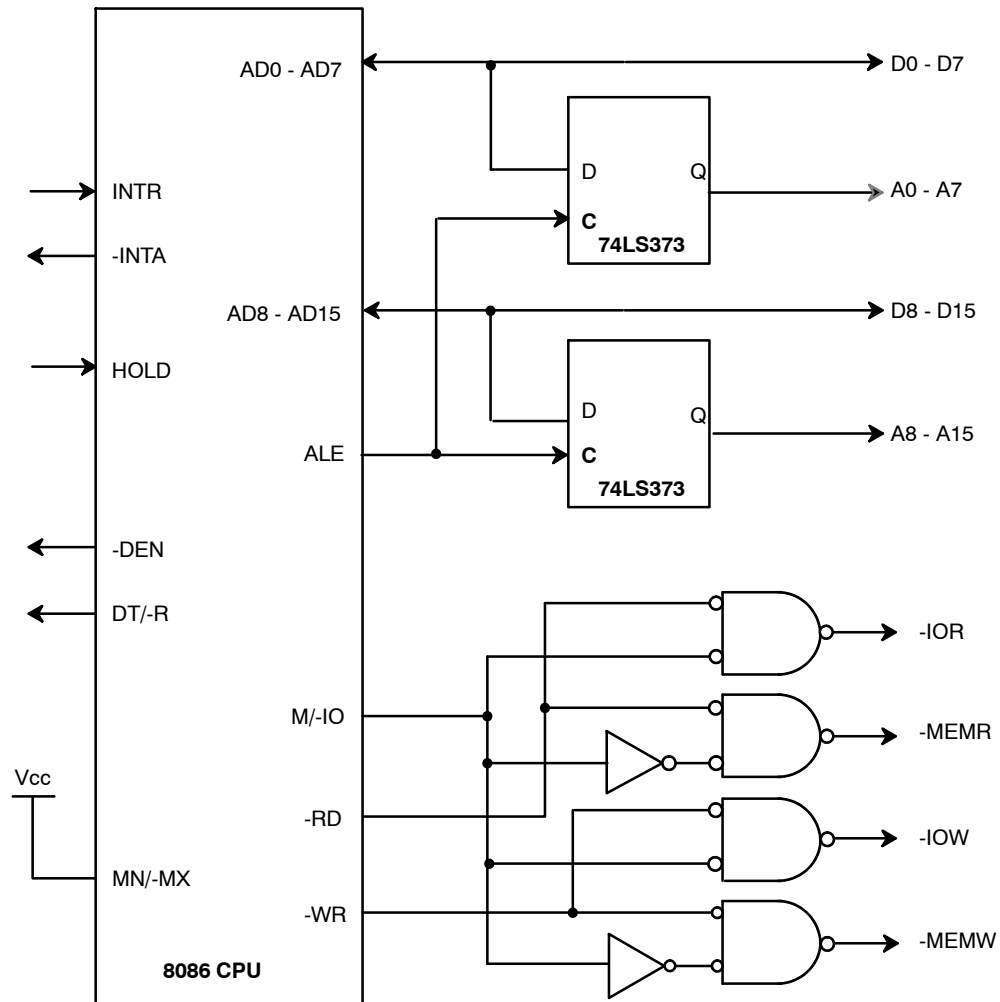 AD0 - AD7
D0 - D7
D
Q
INTR
A0 - A7
C
74LS373
-INTA
AD8 - AD15
D8 - D15
HOLD
D
Q
A8 - A15
ALE
C
74LS373
-DEN
DT/-R
-IOR
M/-IO
-MEMR
Vcc
-RD
-IOW
MN/-MX
-WR
-MEMW
8086 CPU